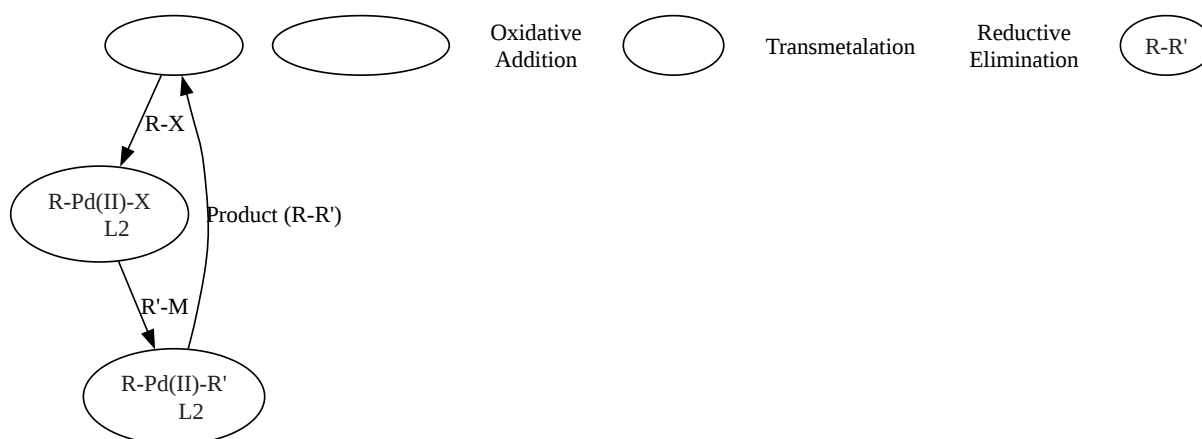 Oxidative
Addition
Transmetalation
Reductive
Elimination
R-R'
R-X
R-Pd(II)-X
L2
Product (R-R')
R'-M
R-Pd(II)-R'
L2